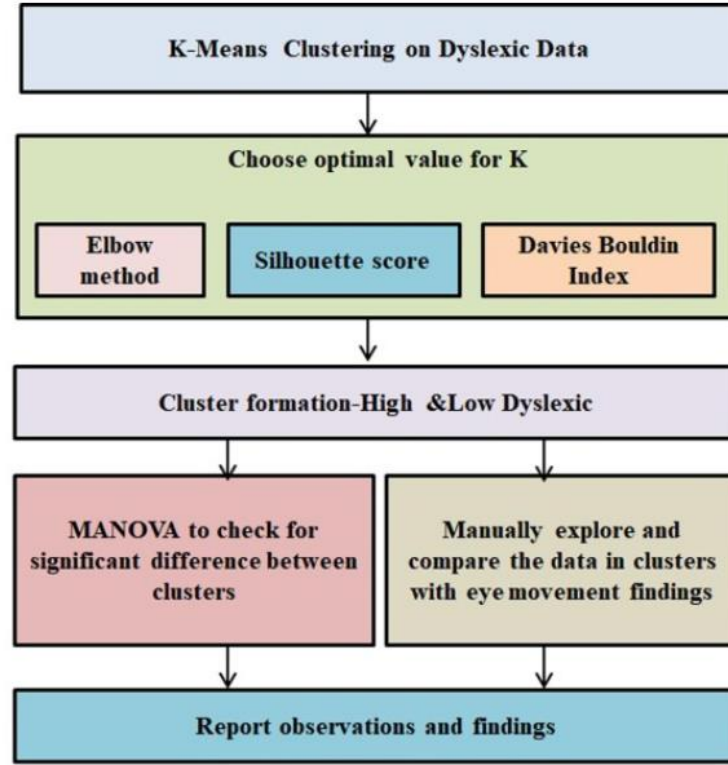 K-Means Clustering on Dyslexic Data
Choose optimal value for K
Elbow
method
Silhouette score
Davies Bouldin
Index
Cluster formation-High &Low Dyslexic
MANOVA to check for
significant difference between
clusters
Manually explore and
compare the data in clusters
with eye movement findings
Report observations and findings